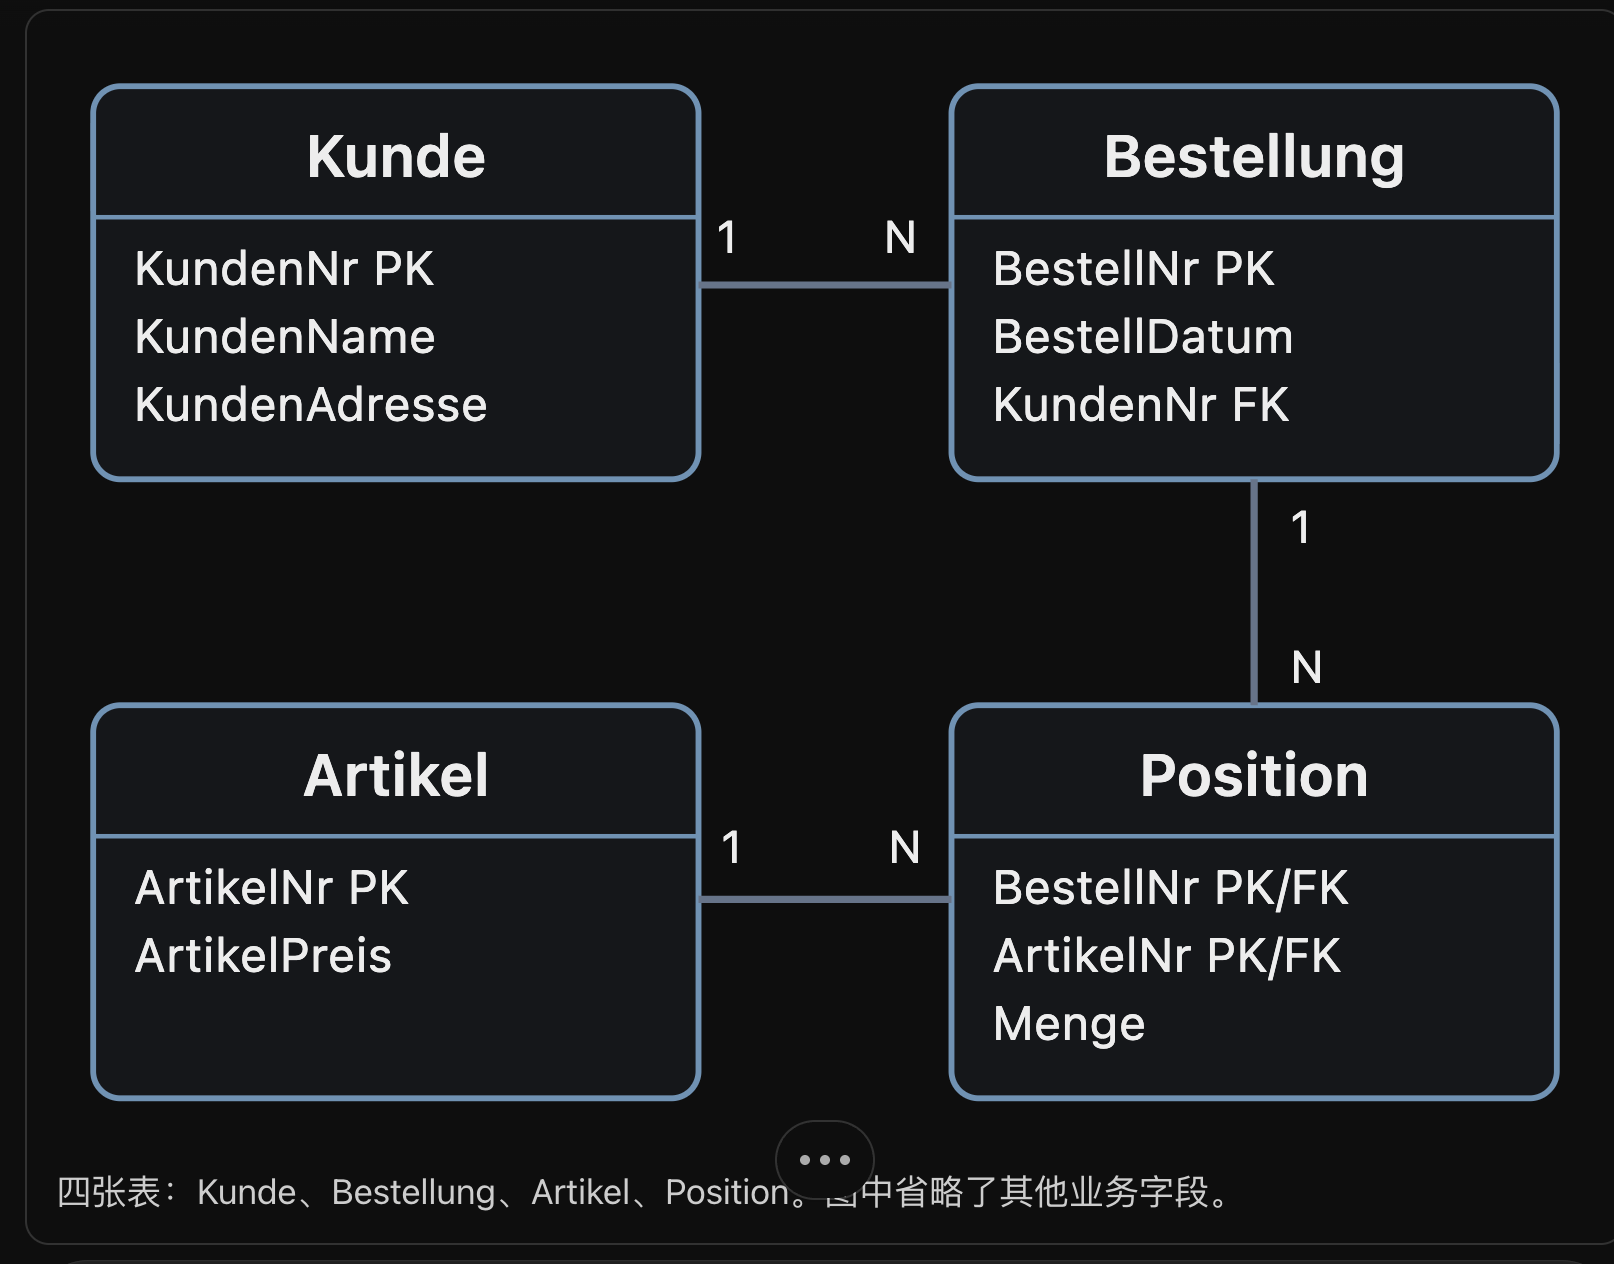 Kunde
KundenNr PK
KundenName
KundenAdresse
1
N
Bestellung
BestellNr PK
BestellDatum
KundenNr FK
1
N
Artikel
ArtikelNr PK
ArtikelPreis
1
N
Position
BestellNr PK/FK
ArtikelNr PK/FK
Menge
四张表：Kunde、Bestellung、Artikel、Position。图中省略了其他业务字段。